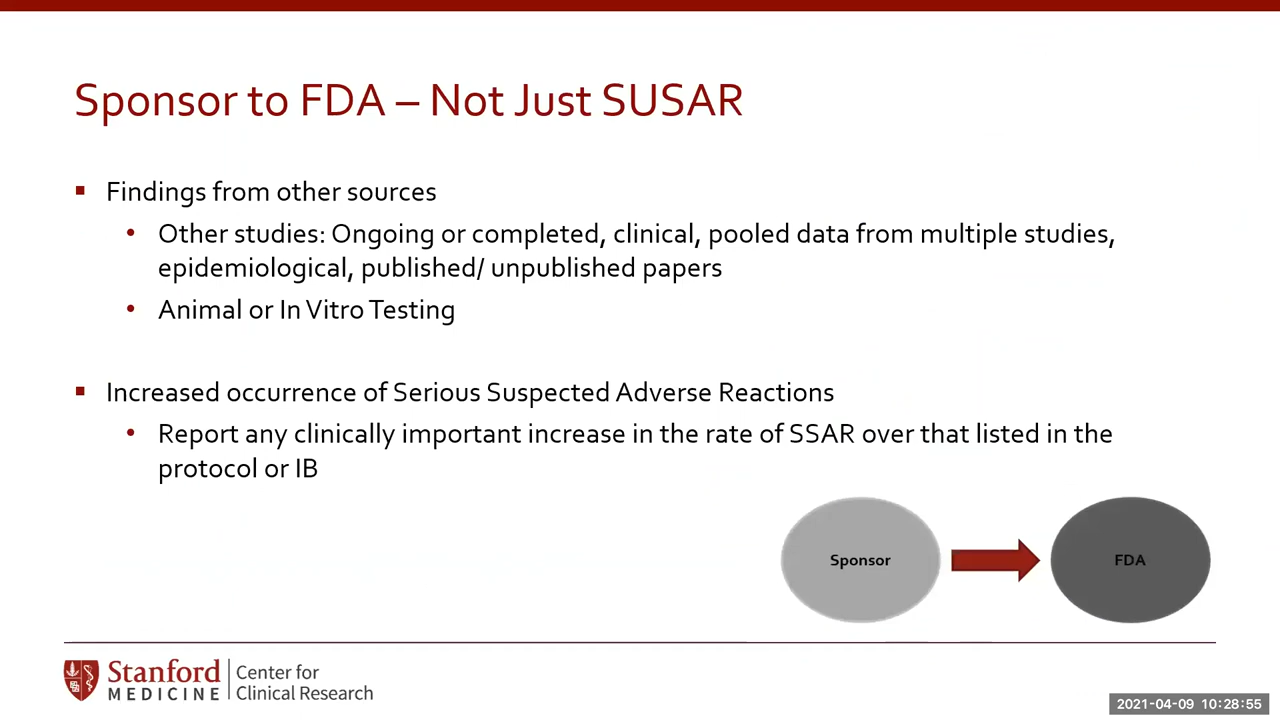 Sponsor to FDA – Not Just SUSAR
Findings from other sources
Other studies: Ongoing or completed, clinical, pooled data from multiple studies,
epidemiological, published/ unpublished papers
Animal or In Vitro Testing
Increased occurrence of Serious Suspected Adverse Reactions
Report any clinically important increase in the rate of SSAR over that listed in the
protocol or IB
Sponsor
FDA
Stanford
MEDICINE
Center for
Clinical Research
2021-04-09 10:28:55